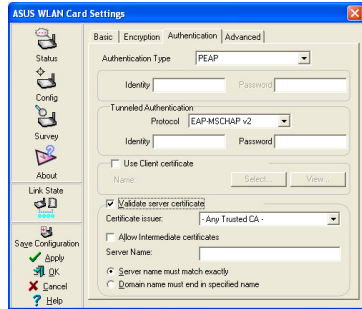 ASUS WLAN Card Settings
Status
Config
Survey
About
Link State
Save Configuration
Apply
OK
Cancel
Help
Basic Encryption Authentication Advanced
Authentication Type PEAP
Identity Password
Tunneled Authentication
Protocol EAP-MSCHAP v2
Identity Password
Use Client certificate
Name: Select... View...
Validate server certificate
Certificate issuer: - Any Trusted CA -
Allow Intermediate certificates
Server Name:
Server name must match exactly
Domain name must end in specified name